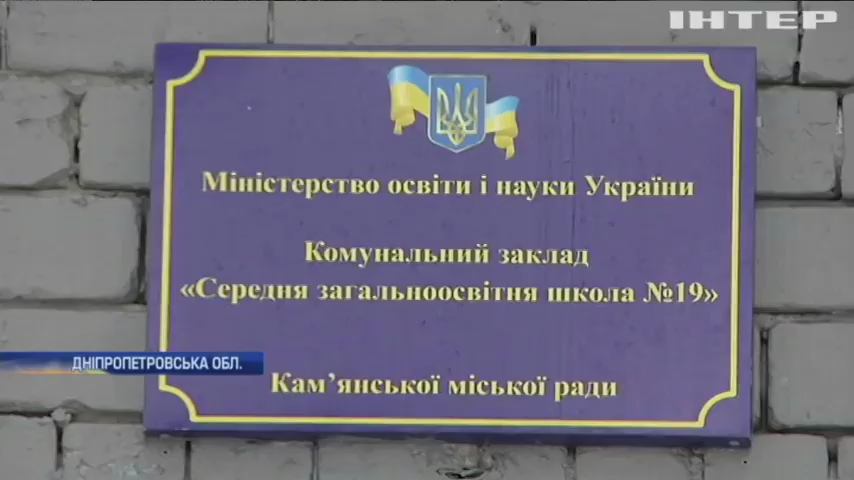 ІНТЕР
Міністерство освіти і науки України
Комунальний заклад
«Середня загальноосвітня школа №19»
ДНІПРОПЕТРОВСЬКА ОБЛ.
Кам’янської міської ради